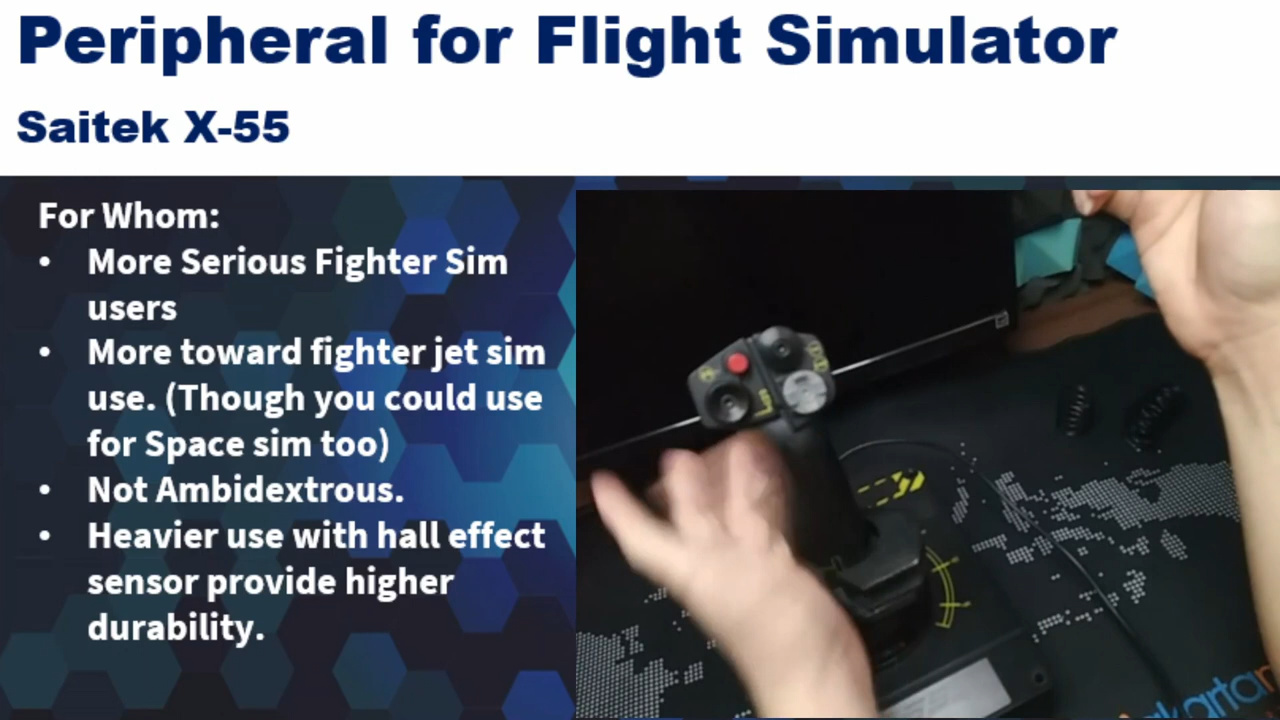 Peripheral for Flight Simulator
Saitek X-55
For Whom:
• More Serious Fighter Sim
users
• More toward fighter jet sim
use. (Though you could use
for Space sim too)
• Not Ambidextrous.
• Heavier use with hall effect
sensor provide higher
durability.